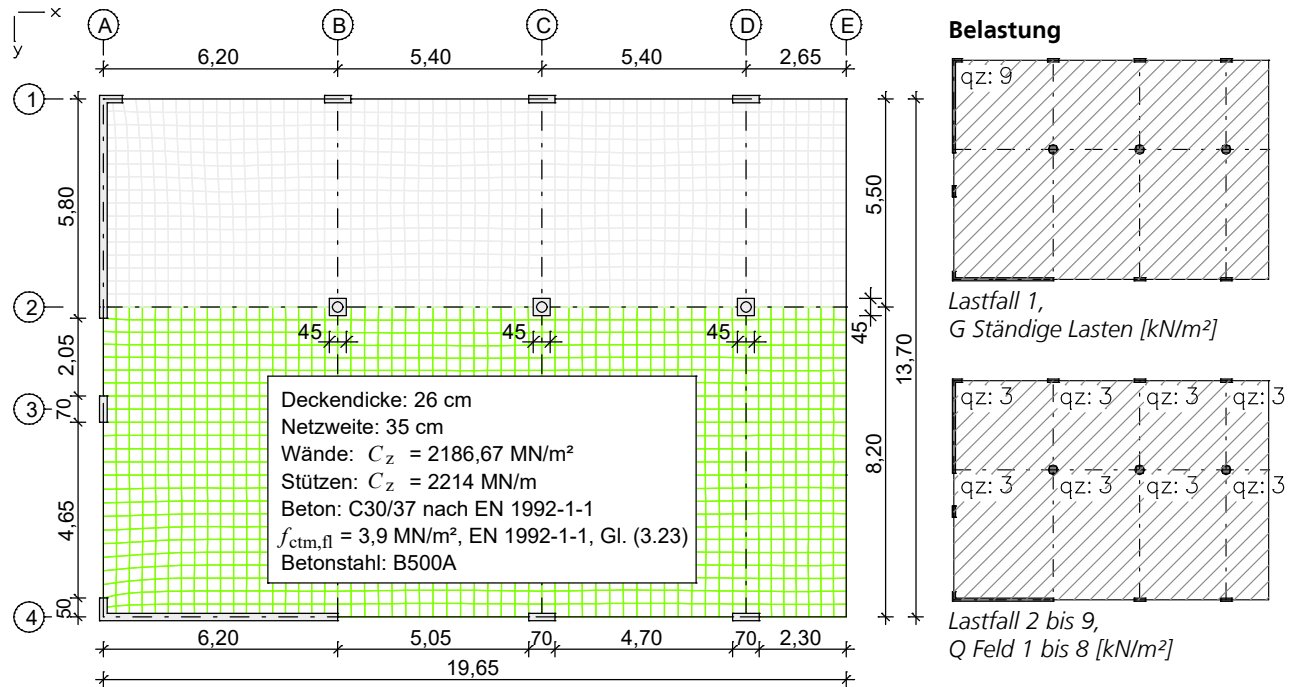 x
y
A B C D E
6,20 5,40 5,40 2,65
1
2
3
4
5,80
2,05
70
4,65
50
45 45 45
45
5,50
8,20
13,70
Deckendicke: 26 cm
Netzweite: 35 cm
Wände: Cz = 2186,67 MN/m²
Stützen: Cz = 2214 MN/m
Beton: C30/37 nach EN 1992-1-1
fctm,fl = 3,9 MN/m², EN 1992-1-1, Gl. (3.23)
Betonstahl: B500A
6,20 5,05 70 4,70 70 2,30
19,65
Belastung
qz: 9
Lastfall 1,
G Ständige Lasten [kN/m²]
qz: 3 qz: 3 qz: 3 qz: 3
qz: 3 qz: 3 qz: 3 qz: 3
Lastfall 2 bis 9,
Q Feld 1 bis 8 [kN/m²]